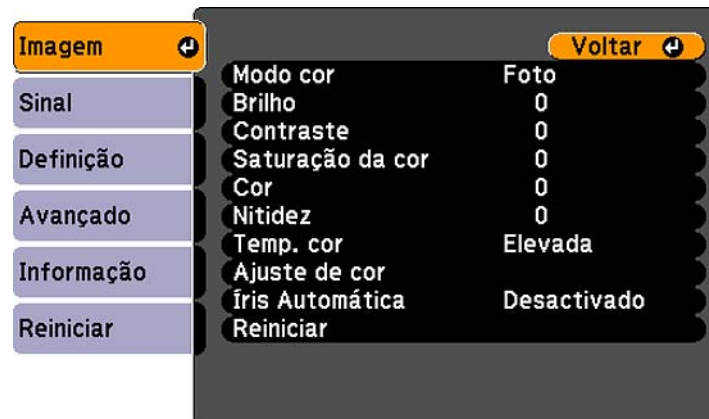 Imagem
Sinal
Definição
Avançado
Informação
Reiniciar
Voltar
Modo cor Foto
Brilho 0
Contraste 0
Saturação da cor 0
Cor 0
Nitidez 0
Temp. cor Elevada
Ajuste de cor
Íris Automática Desactivado
Reiniciar